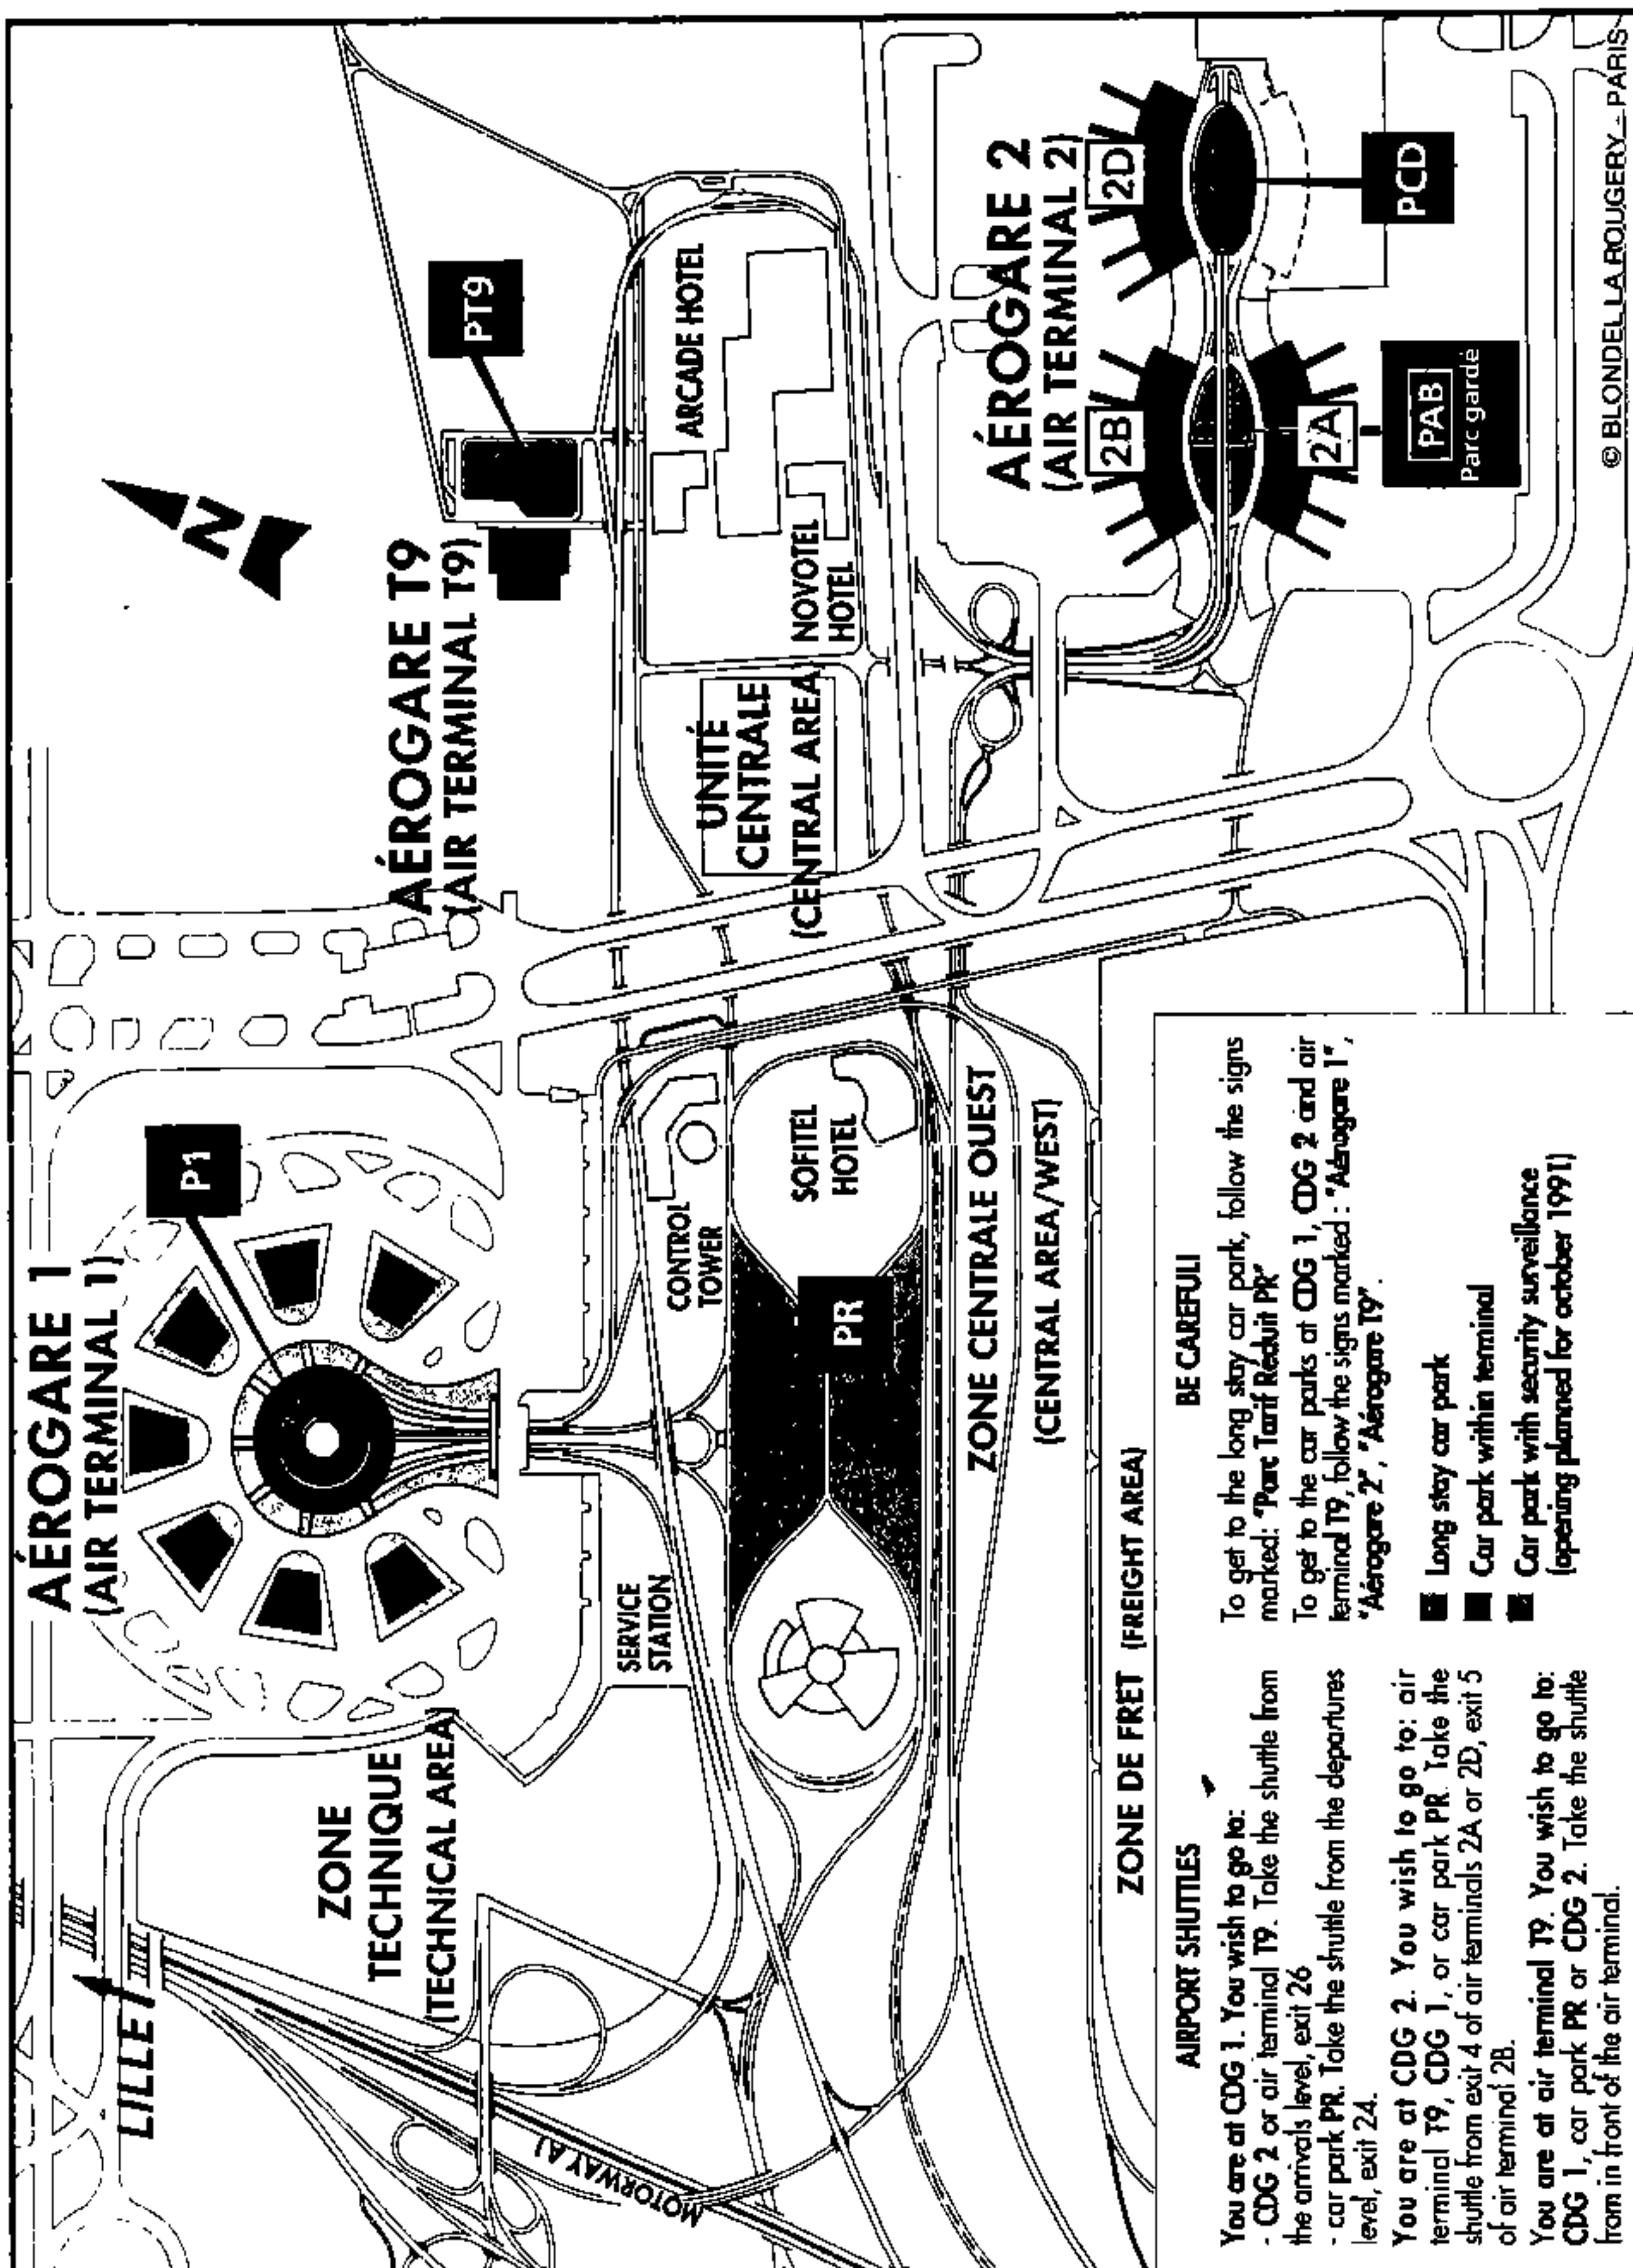 AÉROGARE 1
(AIR TERMINAL 1)
P1
LILLE
ZONE
TECHNIQUE
(TECHNICAL AREA)
MOTORWAY A1
SERVICE
STATION
CONTROL
TOWER
PR
SOFITEL
HOTEL
ZONE CENTRALE OUEST
(CENTRAL AREA/WEST)
ZONE DE FRET (FREIGHT AREA)
N
AÉROGARE T9
(AIR TERMINAL T9)
PT9
UNITÉ
CENTRALE
(CENTRAL AREA)
ARCADE HOTEL
NOVOTEL
HOTEL
AÉROGARE 2
(AIR TERMINAL 2)
2B
2D
2A
PAB
Parc gardé
PCD
AIRPORT SHUTTLES
You are at CDG 1. You wish to go to:
- CDG 2 or air terminal T9. Take the shuttle from
the arrivals level, exit 26
- car park PR. Take the shuttle from the departures
level, exit 24.
You are at CDG 2. You wish to go to: air
terminal T9, CDG 1, or car park PR. Take the
shuttle from exit 4 of air terminals 2A or 2D, exit 5
of air terminal 2B.
You are at air terminal T9. You wish to go to:
CDG 1, car park PR or CDG 2. Take the shuttle
from in front of the air terminal.
BE CAREFUL!
To get to the long stay car park, follow the signs
marked: "Parc Tarif Réduit PR"
To get to the car parks at CDG 1, CDG 2 and air
terminal T9, follow the signs marked : "Aérogare 1",
"Aérogare 2", "Aérogare T9".
Long stay car park
Car park within terminal
Car park with security surveillance
(opening planned for october 1991)
© BLONDEL LA ROUGERY - PARIS